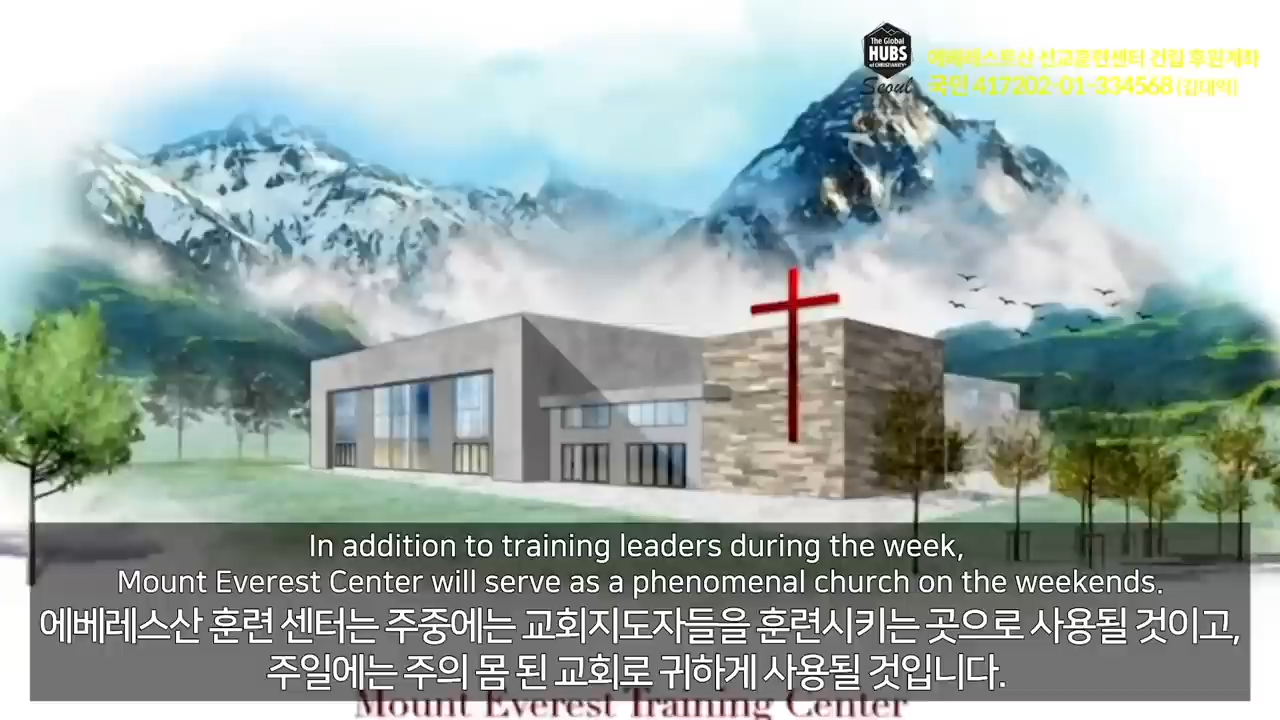 The Global
HUBS
of CHRISTIANITY
Seoul
에베레스트산 선교훈련센터 건립 후원계좌
국민 417202-01-334568 (김대억)
In addition to training leaders during the week,
Mount Everest Center will serve as a phenomenal church on the weekends.
에베레스산 훈련 센터는 주중에는 교회지도자들을 훈련시키는 곳으로 사용될 것이고,
주일에는 주의 몸 된 교회로 귀하게 사용될 것입니다.
Mount Everest Training Center